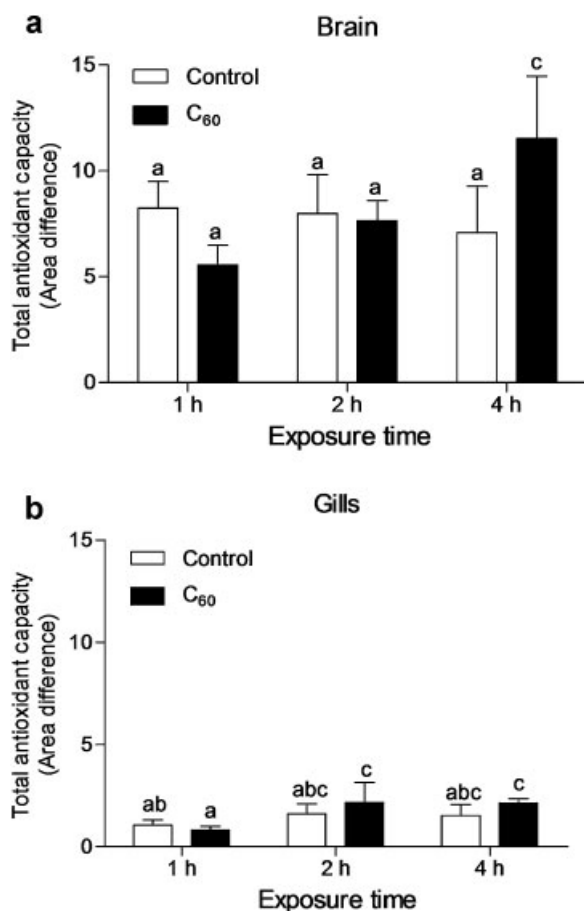 a
Brain
Total antioxidant capacity
(Area difference)
15
10
5
0
Control
C₆₀
a
a
a
a
a
c
1 h
2 h
4 h
Exposure time
b
Gills
Total antioxidant capacity
(Area difference)
15
10
5
0
Control
C₆₀
ab
a
abc
c
abc
c
1 h
2 h
4 h
Exposure time